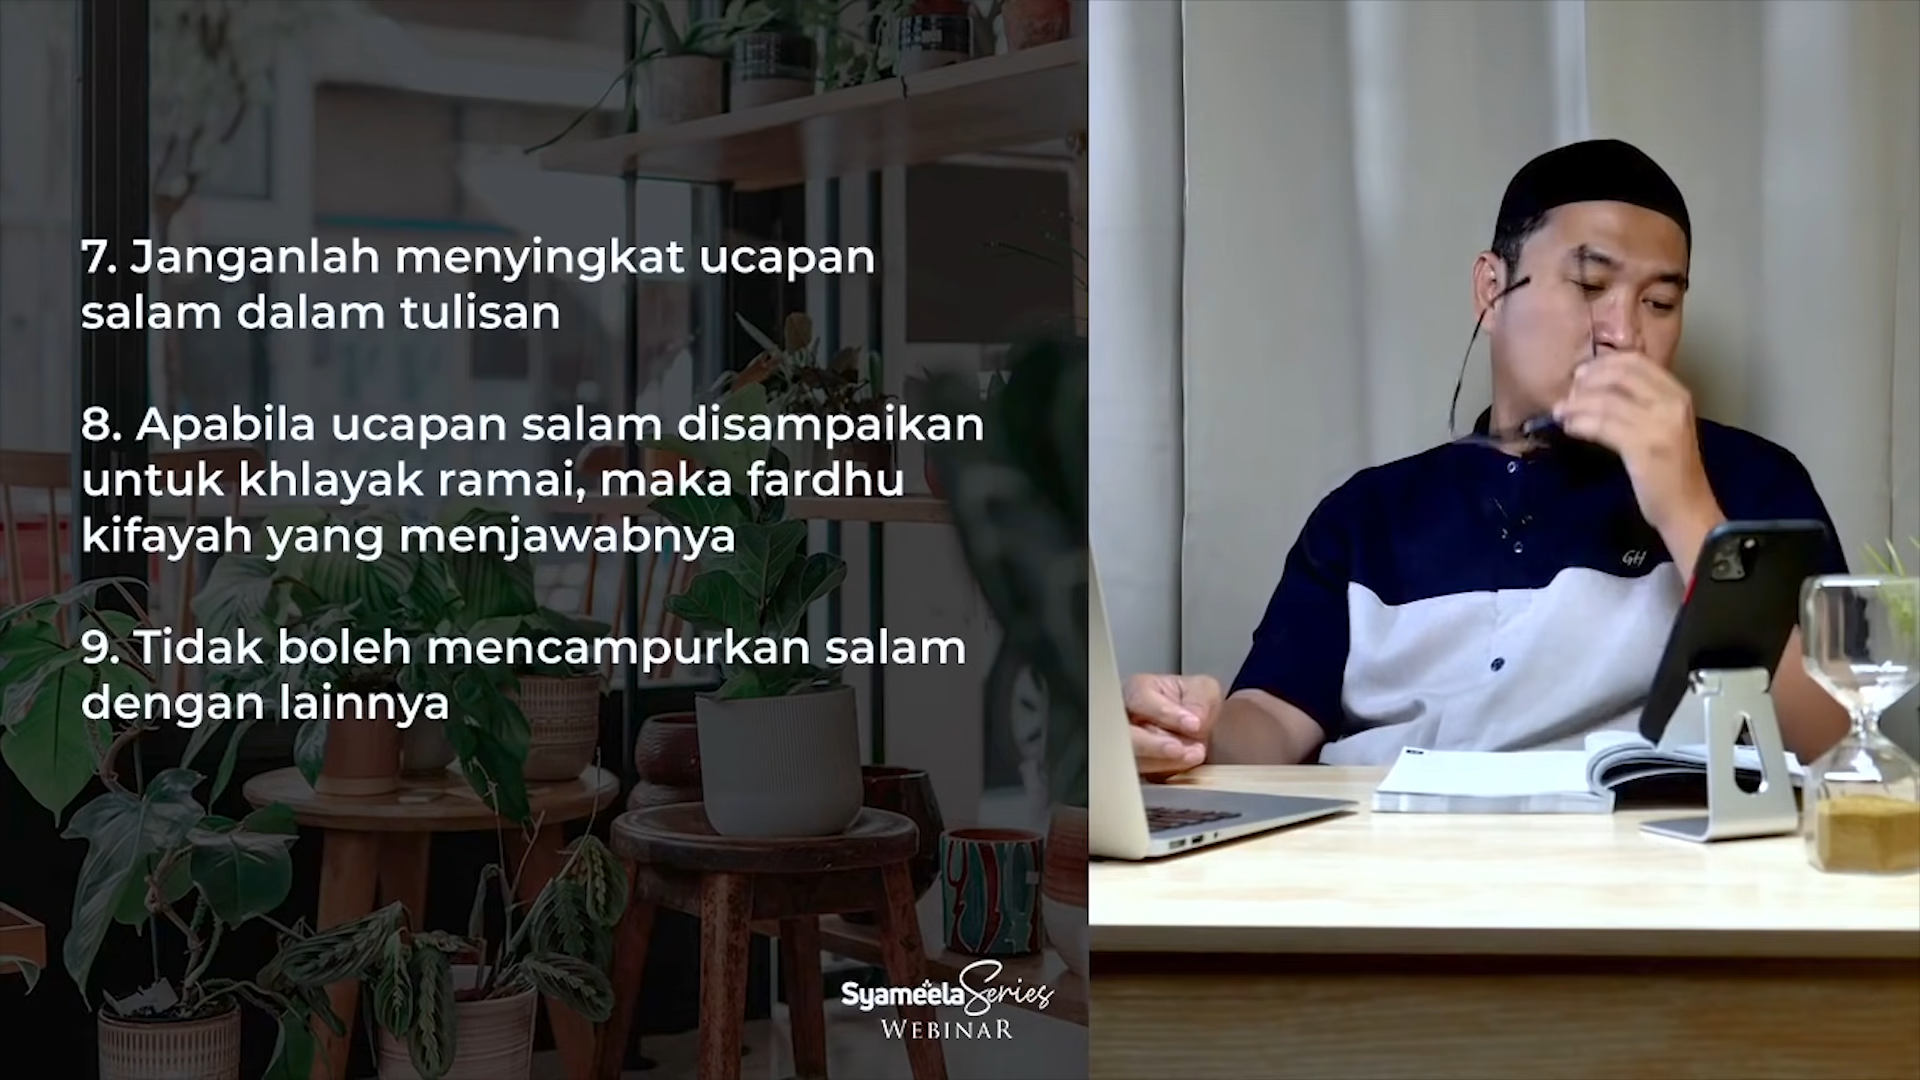 7. Janganlah menyingkat ucapan
salam dalam tulisan
8. Apabila ucapan salam disampaikan
untuk khlayak ramai, maka fardhu
kifayah yang menjawabnya
9. Tidak boleh mencampurkan salam
dengan lainnya
GH
Syameela Series
WEBINAR